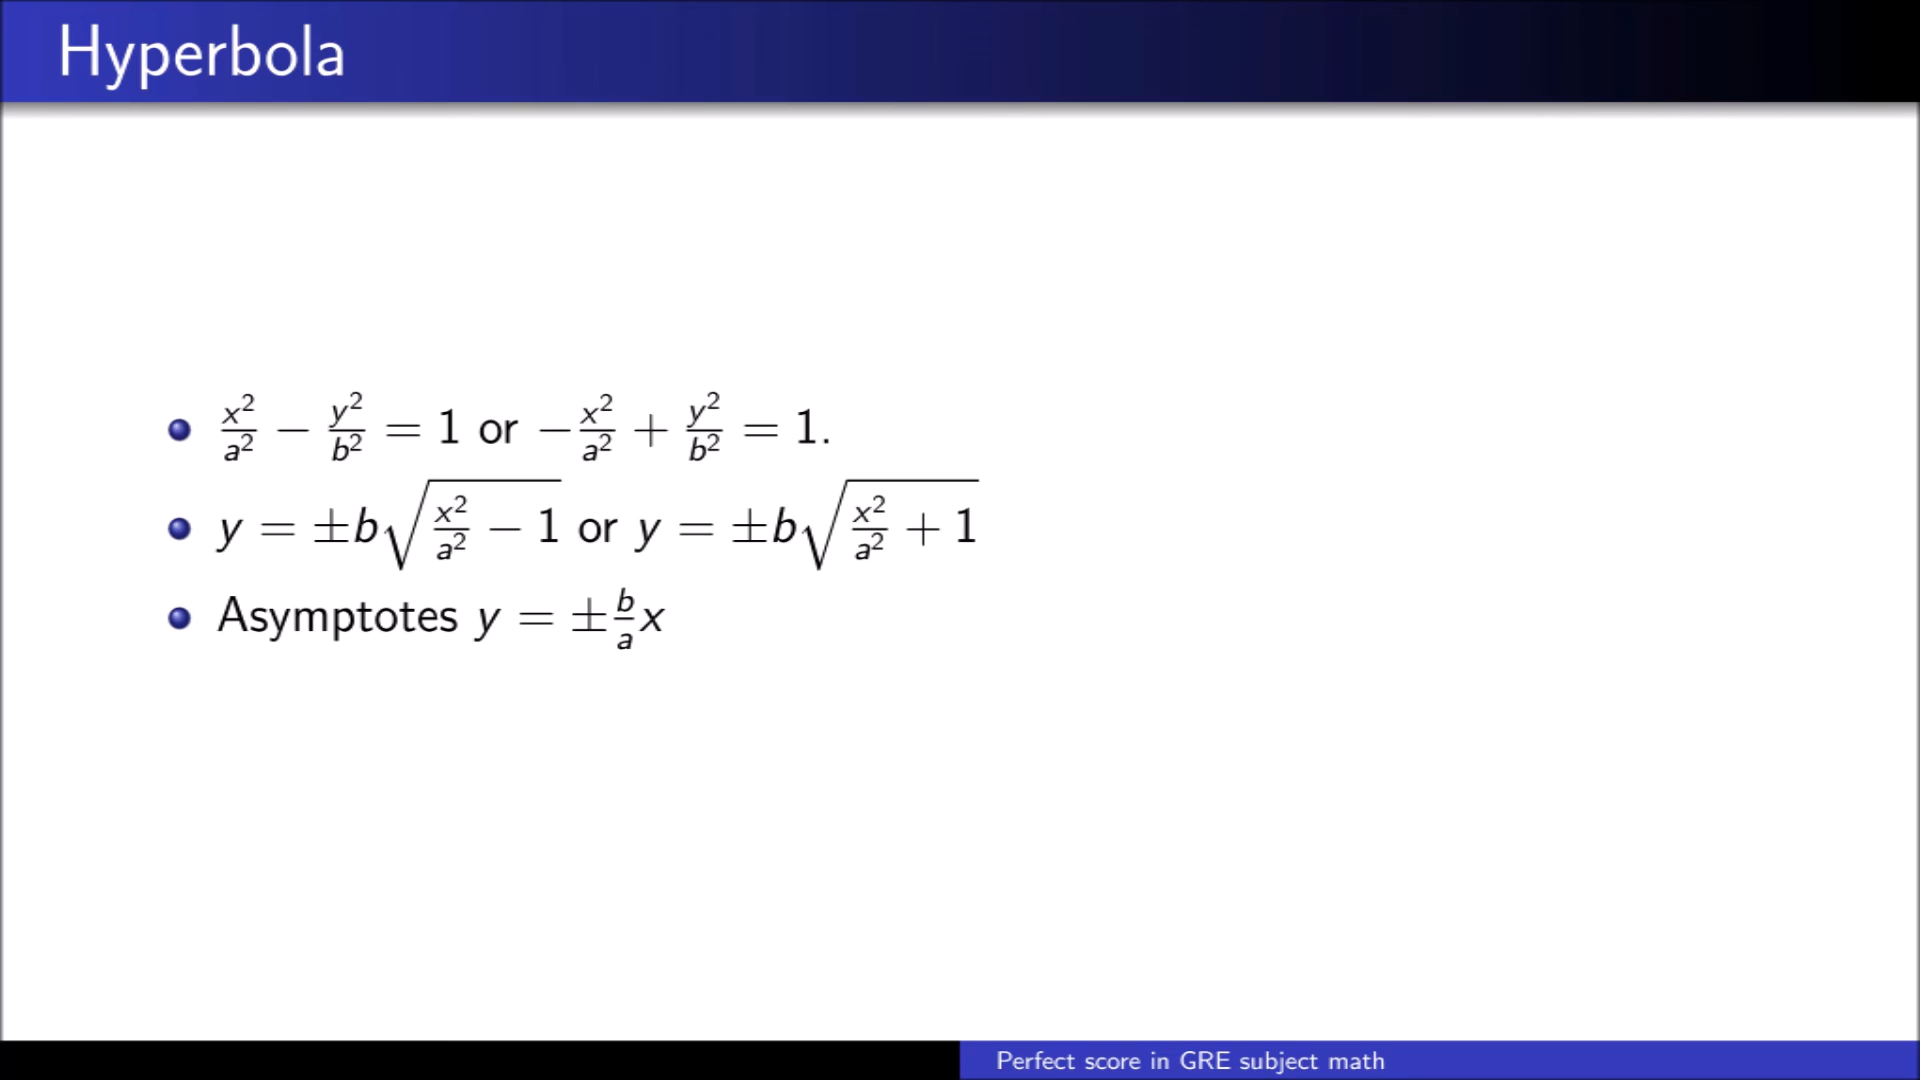 Hyperbola
• x²/a² − y²/b² = 1 or −x²/a² + y²/b² = 1.
• y = ±b√(x²/a² − 1) or y = ±b√(x²/a² + 1)
• Asymptotes y = ±b/a x
Perfect score in GRE subject math